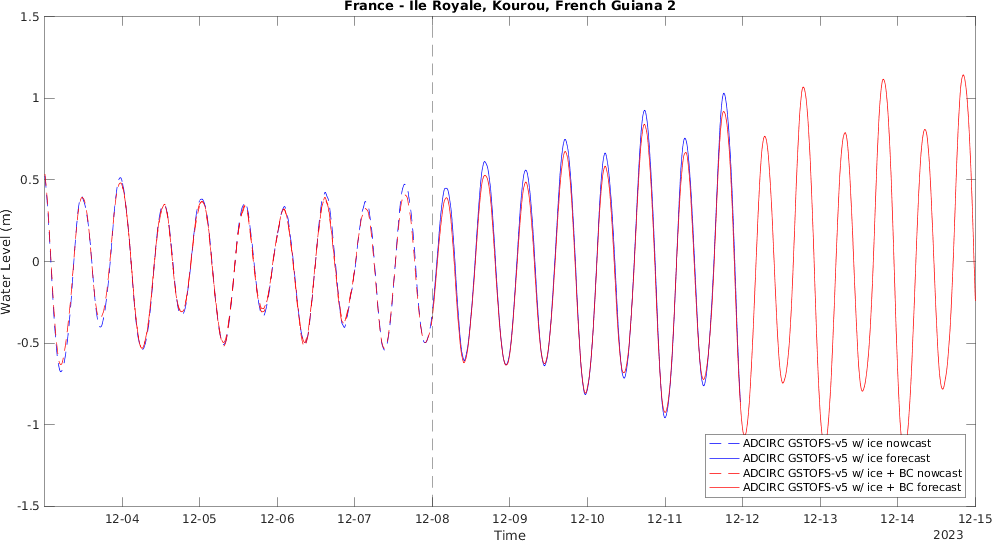 France - Ile Royale, Kourou, French Guiana 2
1.5
1
0.5
0
-0.5
-1
-1.5
Water Level (m)
ADCIRC GSTOFS-v5 w/ ice nowcast
ADCIRC GSTOFS-v5 w/ ice forecast
ADCIRC GSTOFS-v5 w/ ice + BC nowcast
ADCIRC GSTOFS-v5 w/ ice + BC forecast
12-04 12-05 12-06 12-07 12-08 12-09 12-10 12-11 12-12 12-13 12-14 12-15
Time
2023